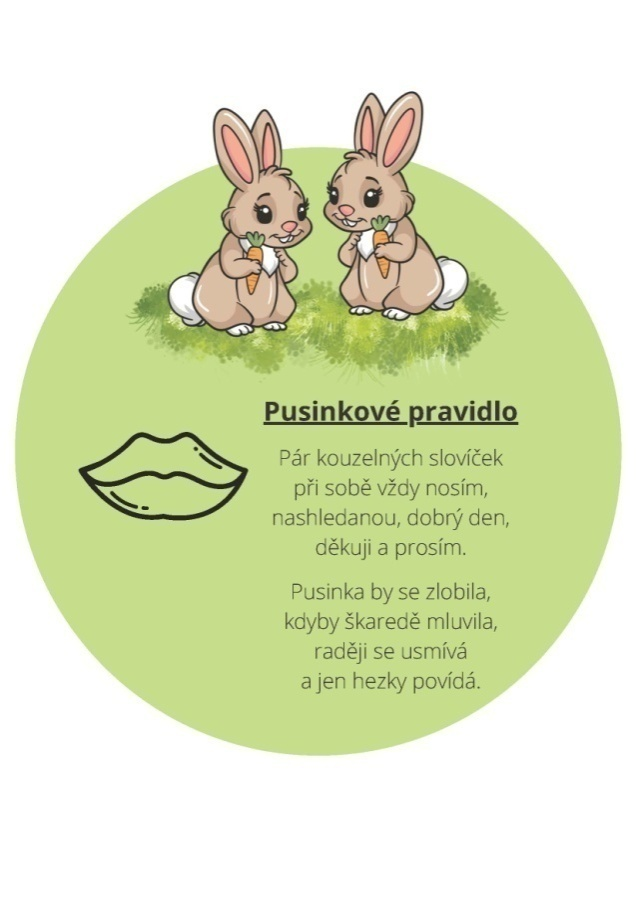 Pusinkové pravidlo
Pár kouzelných slovíček
při sobě vždy nosím,
nashledanou, dobrý den,
děkuji a prosím.
Pusinka by se zlobila,
kdyby škaredě mluvila,
raději se usmívá
a jen hezky povídá.